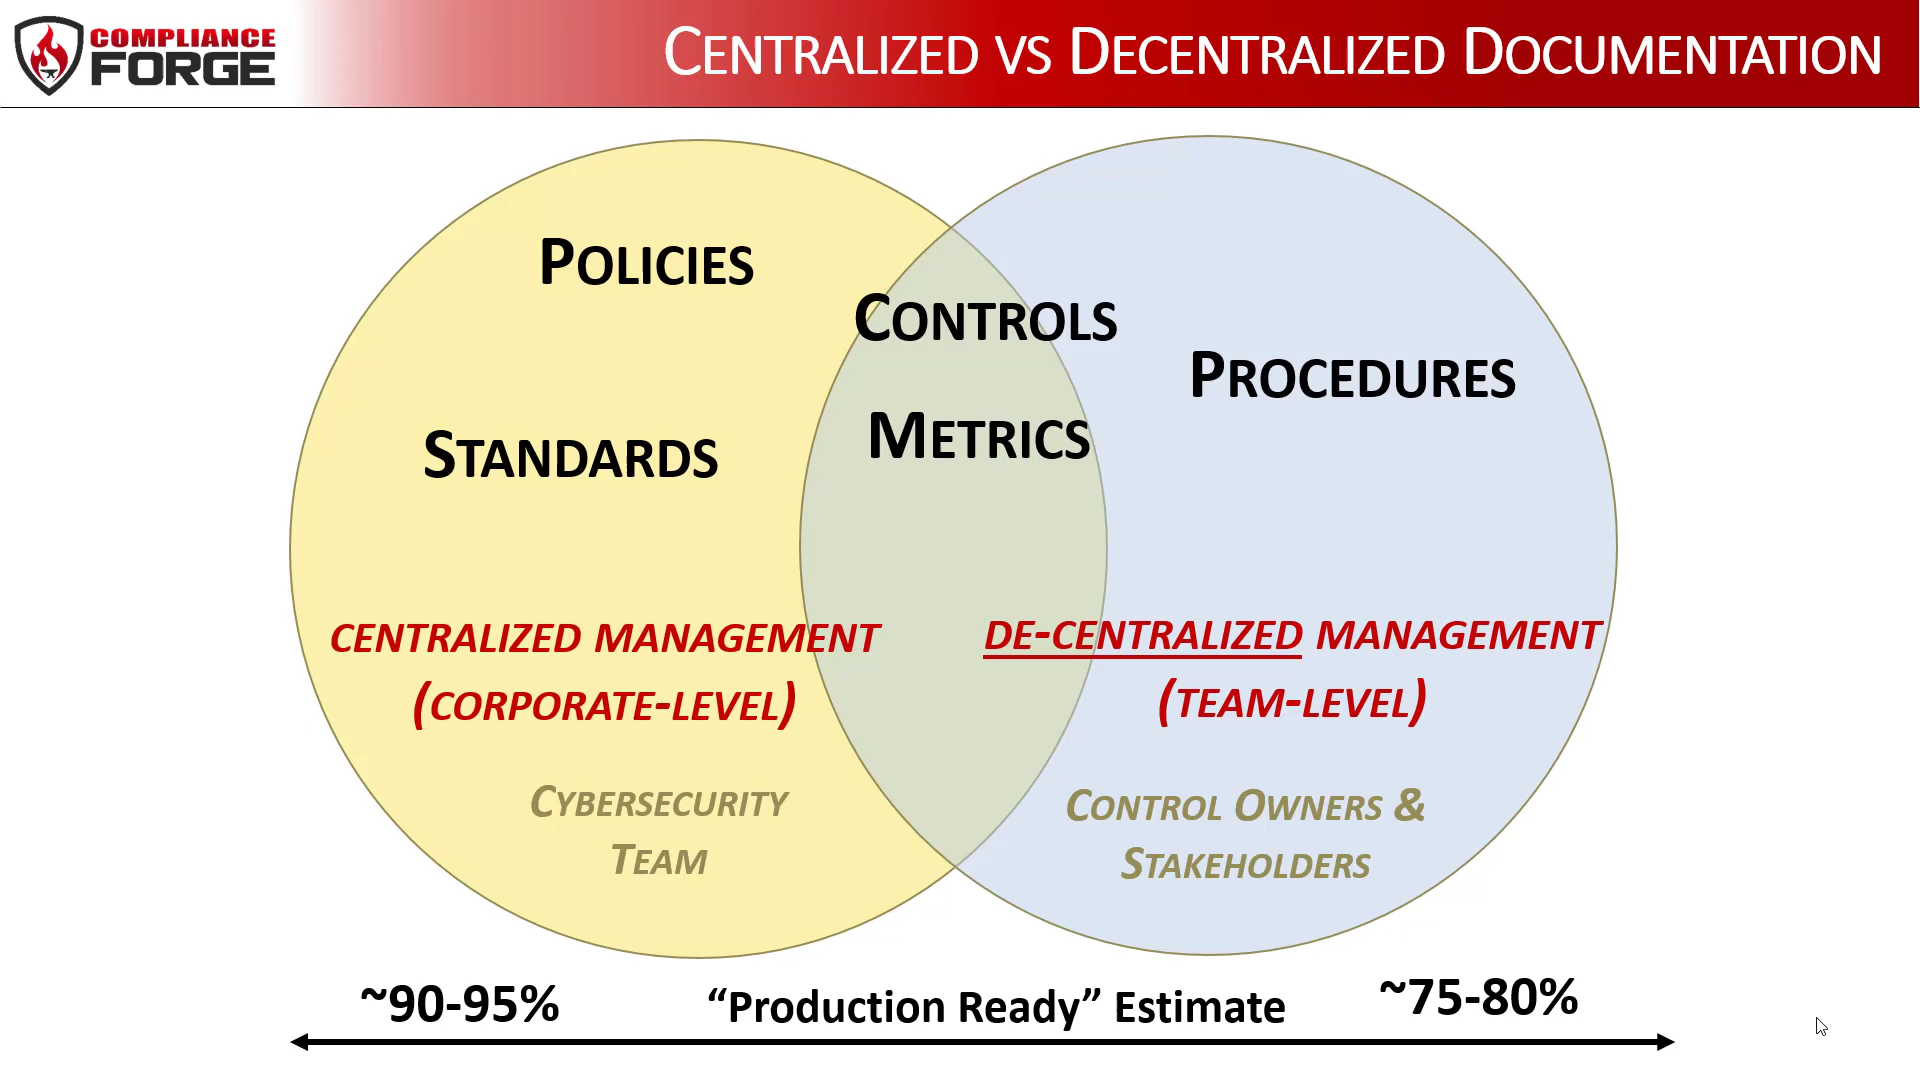 COMPLIANCE
FORGE
CENTRALIZED VS DECENTRALIZED DOCUMENTATION
POLICIES
STANDARDS
CONTROLS
METRICS
PROCEDURES
CENTRALIZED MANAGEMENT
(CORPORATE-LEVEL)
DE-CENTRALIZED MANAGEMENT
(TEAM-LEVEL)
CYBERSECURITY
TEAM
CONTROL OWNERS &
STAKEHOLDERS
~90-95%
“Production Ready” Estimate
~75-80%